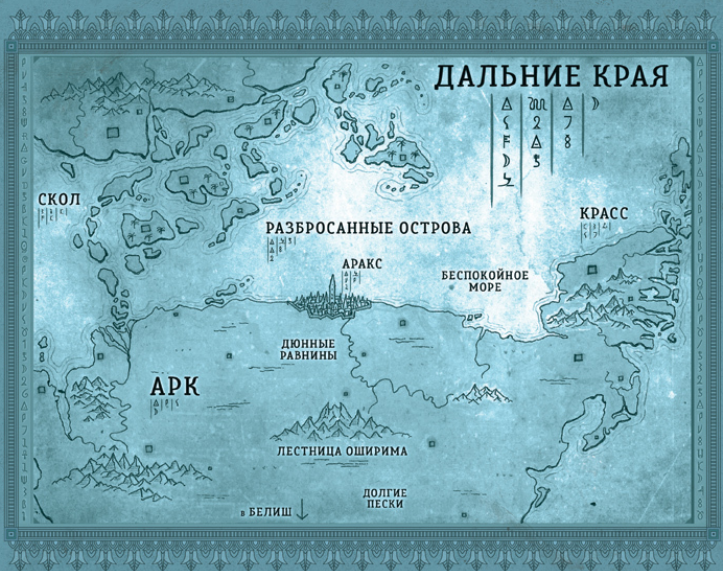 ДАЛЬНИЕ КРАЯ
СКОЛ
РАЗБРОСАННЫЕ ОСТРОВА
КРАСС
АРАКС
БЕСПОКОЙНОЕ
МОРЕ
ДЮННЫЕ
РАВНИНЫ
АРК
ЛЕСТНИЦА ОШИРИМА
ДОЛГИЕ
ПЕСКИ
в БЕЛИШ